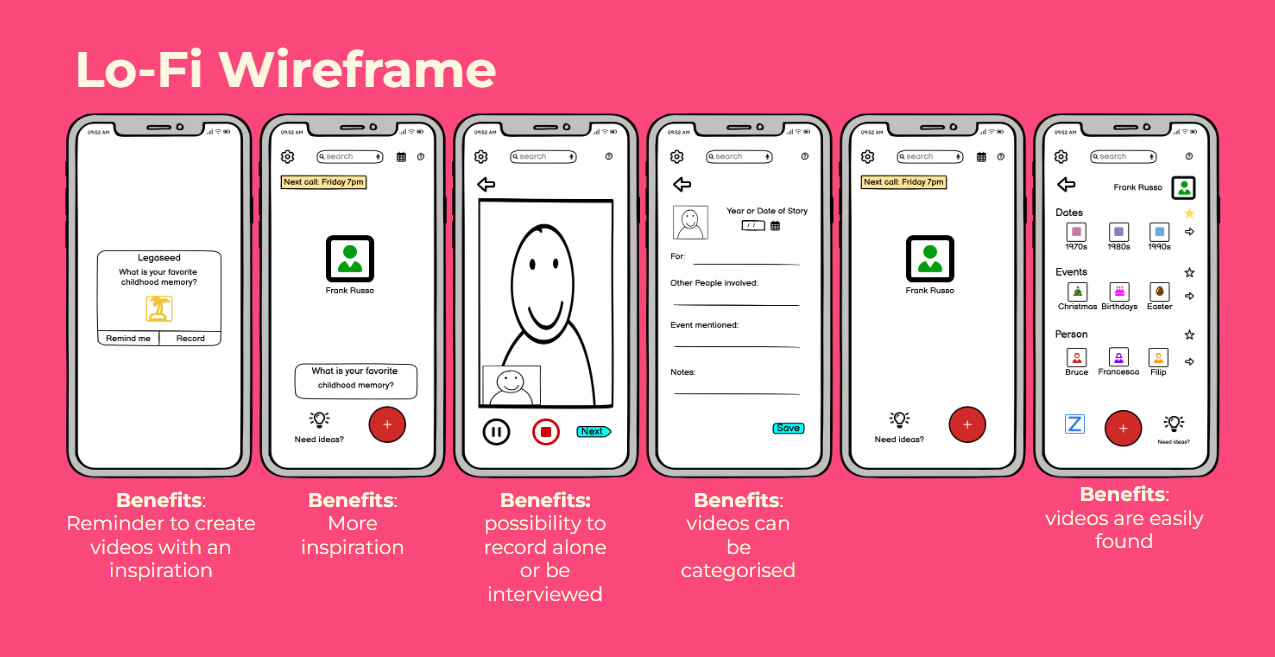 Lo-Fi Wireframe
09:52 AM
Legaseed
What is your favorite
childhood memory?
Remind me
Record
Benefits:
Reminder to create
videos with an
inspiration
09:52 AM
search
Next call: Friday 7pm
Frank Russo
What is your favorite
childhood memory?
Need ideas?
+
Benefits:
More
inspiration
09:52 AM
search
?
Next
Benefits:
possibility to
record alone
or be
interviewed
09:52 AM
search
?
Year or Date of Story
/ /
For:
Other People involved:
Event mentioned:
Notes:
Save
Benefits:
videos can
be
categorised
09:52 AM
search
?
Next call: Friday 7pm
Frank Russo
Need ideas?
+
09:52 AM
search
?
Frank Russo
Dates
1970s 1980s 1990s
Events
Christmas Birthdays Easter
Person
Bruce Francesca Filip
Z
+
Need ideas?
Benefits:
videos are easily
found